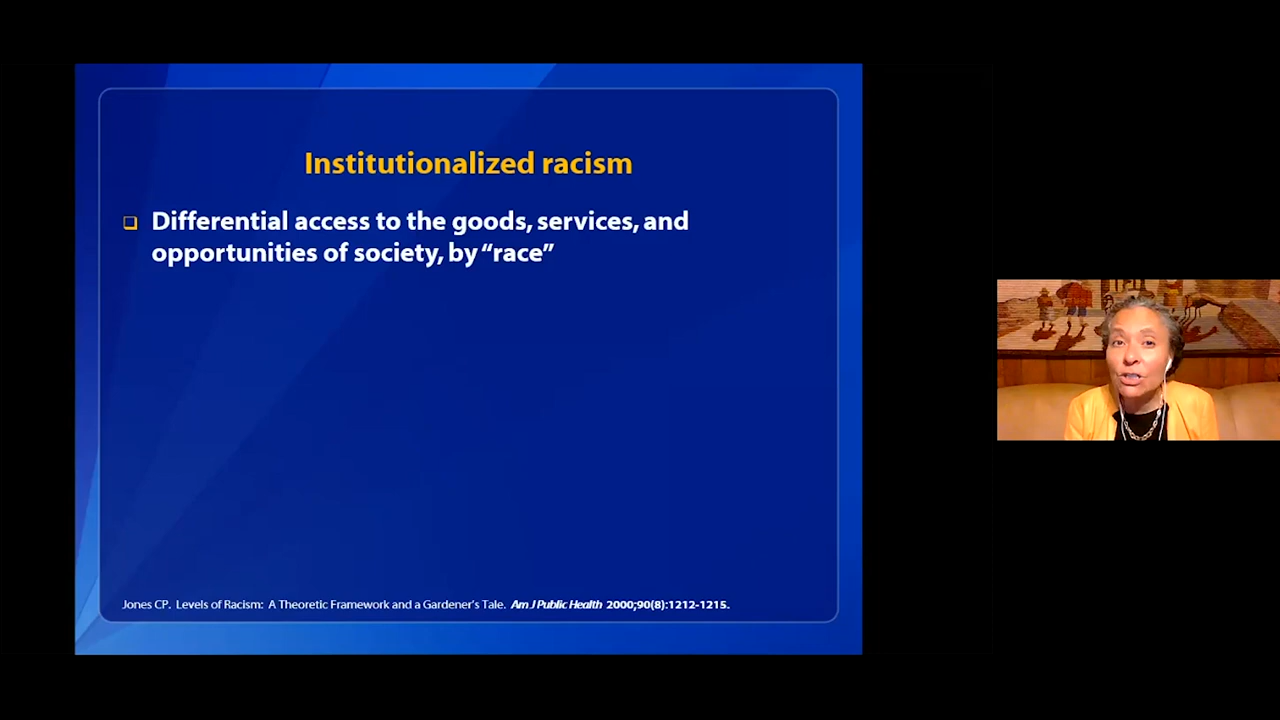 Institutionalized racism
❑ Differential access to the goods, services, and
opportunities of society, by “race”
Jones CP. Levels of Racism: A Theoretic Framework and a Gardener’s Tale. Am J Public Health 2000;90(8):1212-1215.